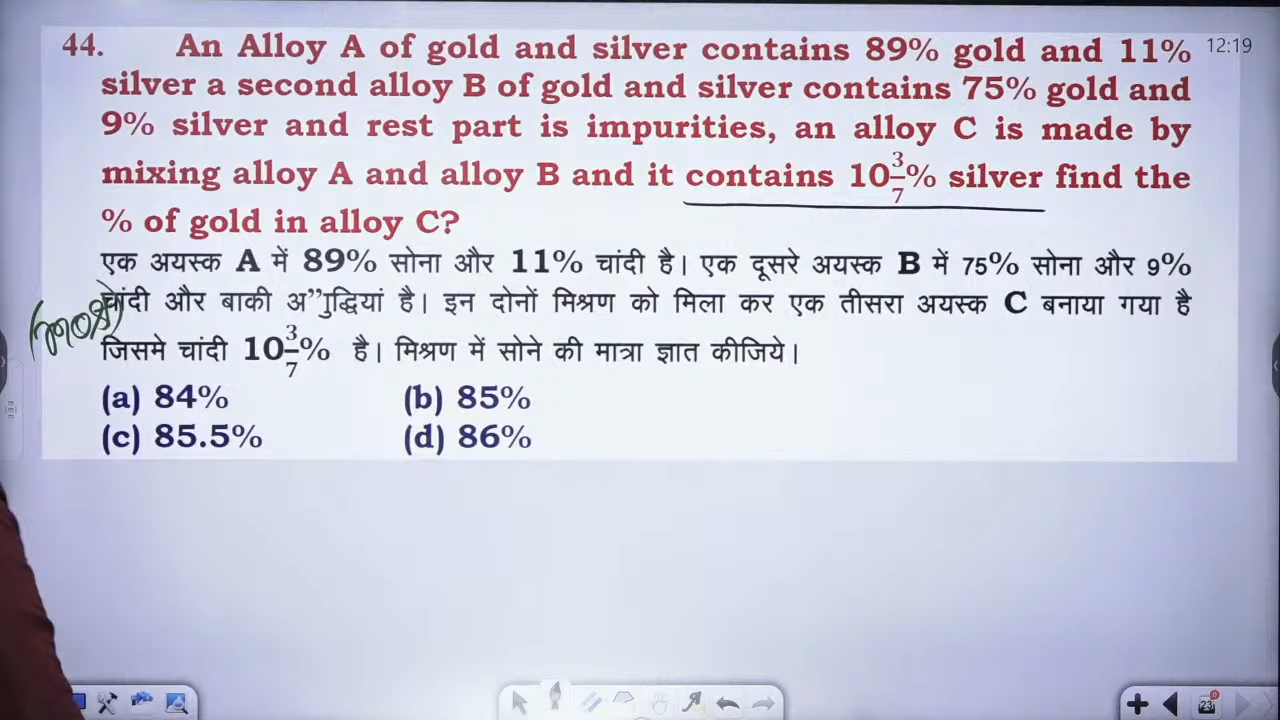 44. An Alloy A of gold and silver contains 89% gold and 11%
12:19
silver a second alloy B of gold and silver contains 75% gold and
9% silver and rest part is impurities, an alloy C is made by
mixing alloy A and alloy B and it contains 10 3/7% silver find the
% of gold in alloy C?
एक अयस्क A में 89% सोना और 11% चांदी है। एक दूसरे अयस्क B में 75% सोना और 9%
चांदी और बाकी अ”ुद्धियां है। इन दोनों मिश्रण को मिला कर एक तीसरा अयस्क C बनाया गया है
जिसमे चांदी 10 3/7% है। मिश्रण में सोने की मात्रा ज्ञात कीजिये।
(a) 84% (b) 85%
(c) 85.5% (d) 86%
23